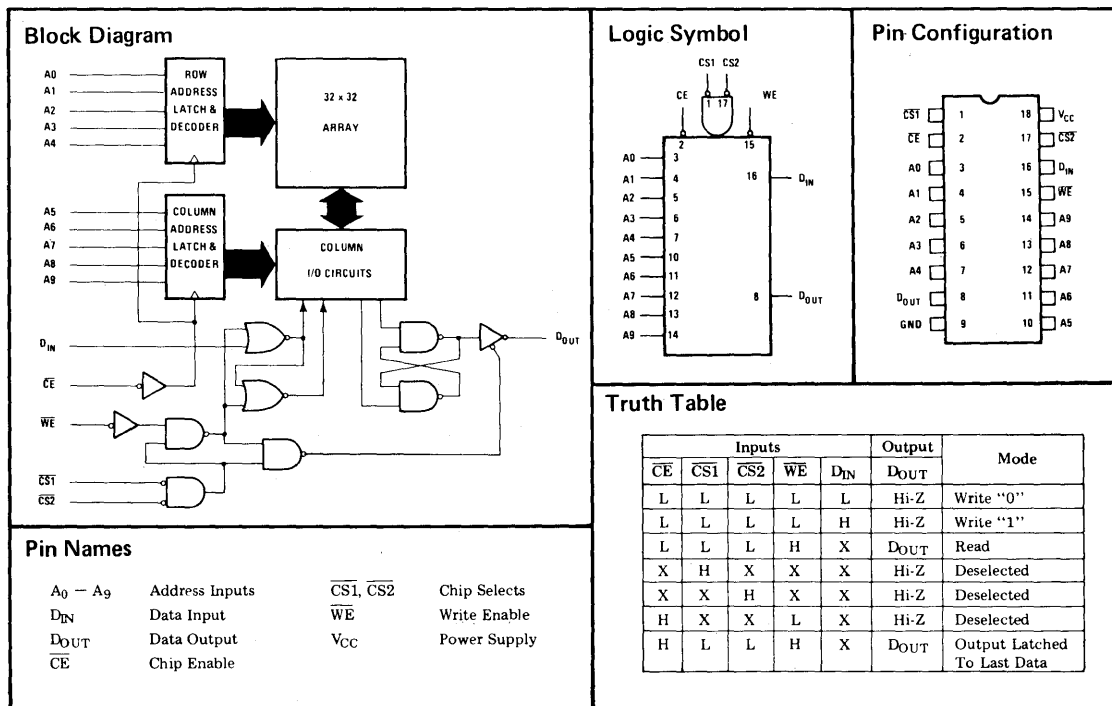 Block Diagram
A0
A1
A2
A3
A4
ROW
ADDRESS
LATCH &
DECODER
32 x 32
ARRAY
A5
A6
A7
A8
A9
COLUMN
ADDRESS
LATCH &
DECODER
COLUMN
I/O CIRCUITS
DIN
CE
WE
CS1
CS2
DOUT
Logic Symbol
CS1 CS2
CE
WE
1 17
2
15
A0 3
A1 4
A2 5
A3 6
A4 7
A5 10
A6 11
A7 12
A8 13
A9 14
16 DIN
8 DOUT
Pin Configuration
CS1 1 18 VCC
CE 2 17 CS2
A0 3 16 DIN
A1 4 15 WE
A2 5 14 A9
A3 6 13 A8
A4 7 12 A7
DOUT 8 11 A6
GND 9 10 A5
Pin Names
A0 – A9 Address Inputs CS1, CS2 Chip Selects
DIN Data Input WE Write Enable
DOUT Data Output VCC Power Supply
CE Chip Enable
Truth Table
Inputs Output Mode
CE CS1 CS2 WE DIN DOUT
L L L L L Hi-Z Write “0”
L L L L H Hi-Z Write “1”
L L L H X DOUT Read
X H X X X Hi-Z Deselected
X X H X X Hi-Z Deselected
H X X L X Hi-Z Deselected
H L L H X DOUT Output Latched
To Last Data